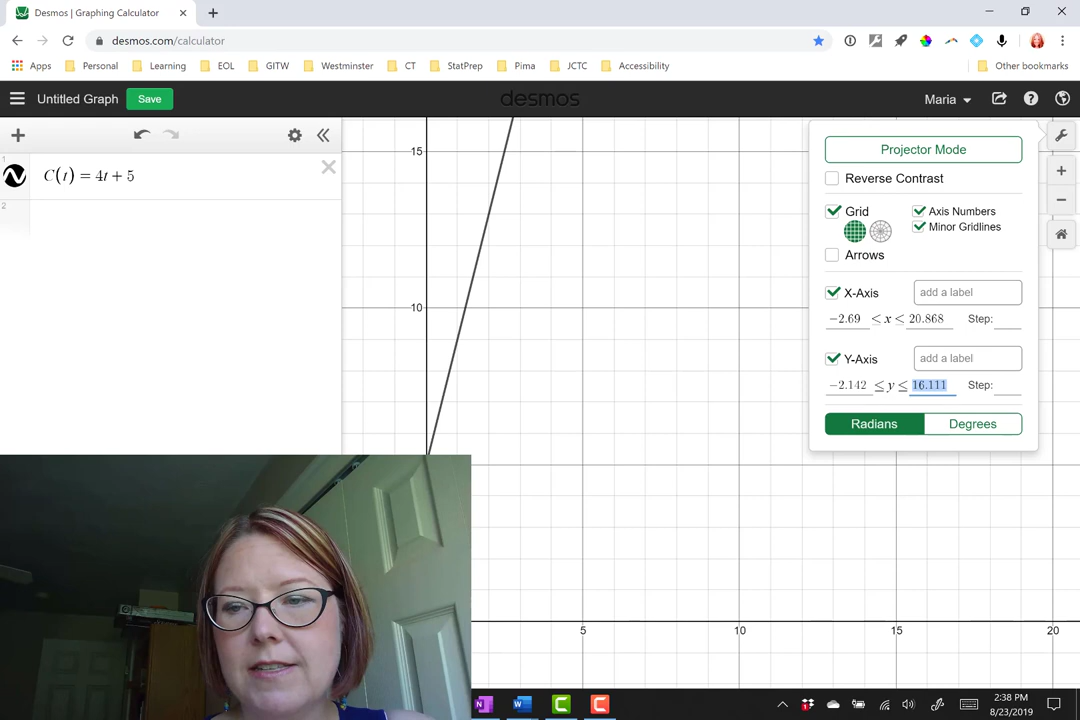 Desmos | Graphing Calculator
desmos.com/calculator
Apps Personal Learning EOL GITW Westminster CT StatPrep Pima JCTC Accessibility Other bookmarks
Untitled Graph Save desmos Maria
1
C(t) = 4t + 5
2
15
10
5 10 15 20
Projector Mode
Reverse Contrast
Grid Axis Numbers
Minor Gridlines
Arrows
X-Axis add a label
−2.69 ≤ x ≤ 20.868 Step:
Y-Axis add a label
−2.142 ≤ y ≤ 16.111 Step:
Radians Degrees
2:38 PM
8/23/2019